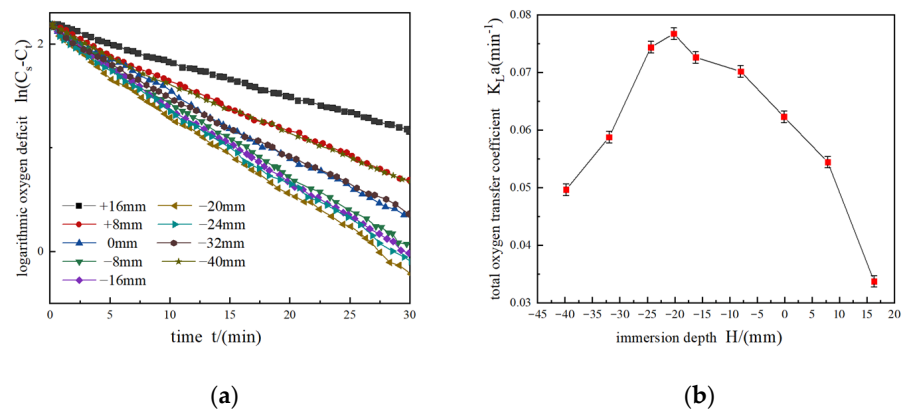 logarithmic oxygen deficit ln(Cs-Ct)
2
0
+16mm
+8mm
0mm
−8mm
−16mm
−20mm
−24mm
−32mm
−40mm
0 5 10 15 20 25 30
time t/(min)
(a)
total oxygen transfer coefficient KLa(min-1)
0.08
0.07
0.06
0.05
0.04
0.03
−45 −40 −35 −30 −25 −20 −15 −10 −5 0 5 10 15 20
immersion depth H/(mm)
(b)